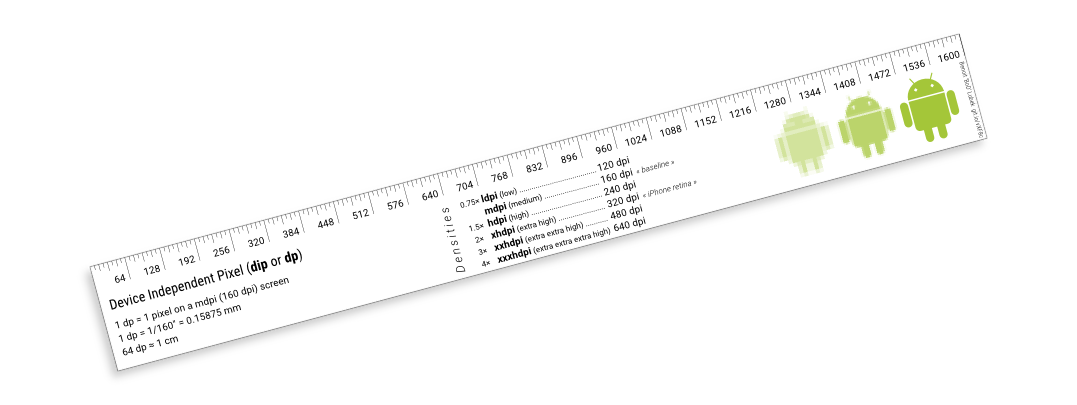 64 128 192 256 320 384 448 512 576 640 704 768 832 896 960 1024 1088 1152 1216 1280 1344 1408 1472 1536 1600
Device Independent Pixel (dip or dp)
1 dp = 1 pixel on a mdpi (160 dpi) screen
1 dp = 1/160" = 0.15875 mm
64 dp = 1 cm
Densities
0.75× ldpi (low) 120 dpi
mdpi (medium) 160 dpi « baseline »
1.5× hdpi (high) 240 dpi
2× xhdpi (extra high) 320 dpi « iPhone retina »
3× xxhdpi (extra extra high) 480 dpi
4× xxxhdpi (extra extra extra high) 640 dpi